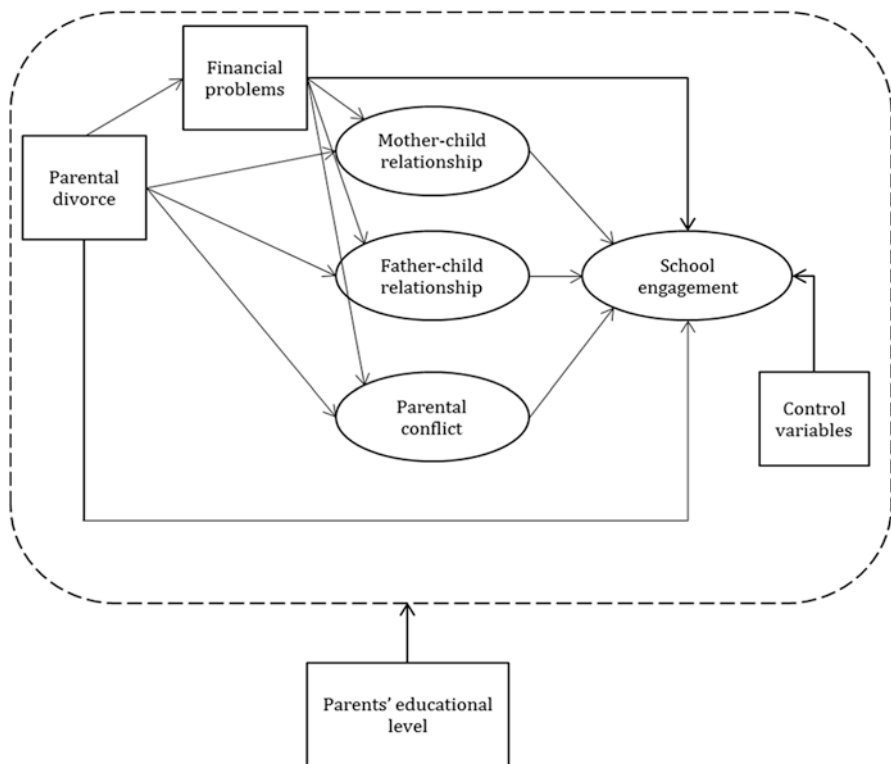 Financial
problems
Parental
divorce
Mother-child
relationship
Father-child
relationship
Parental
conflict
School
engagement
Control
variables
Parents’ educational
level